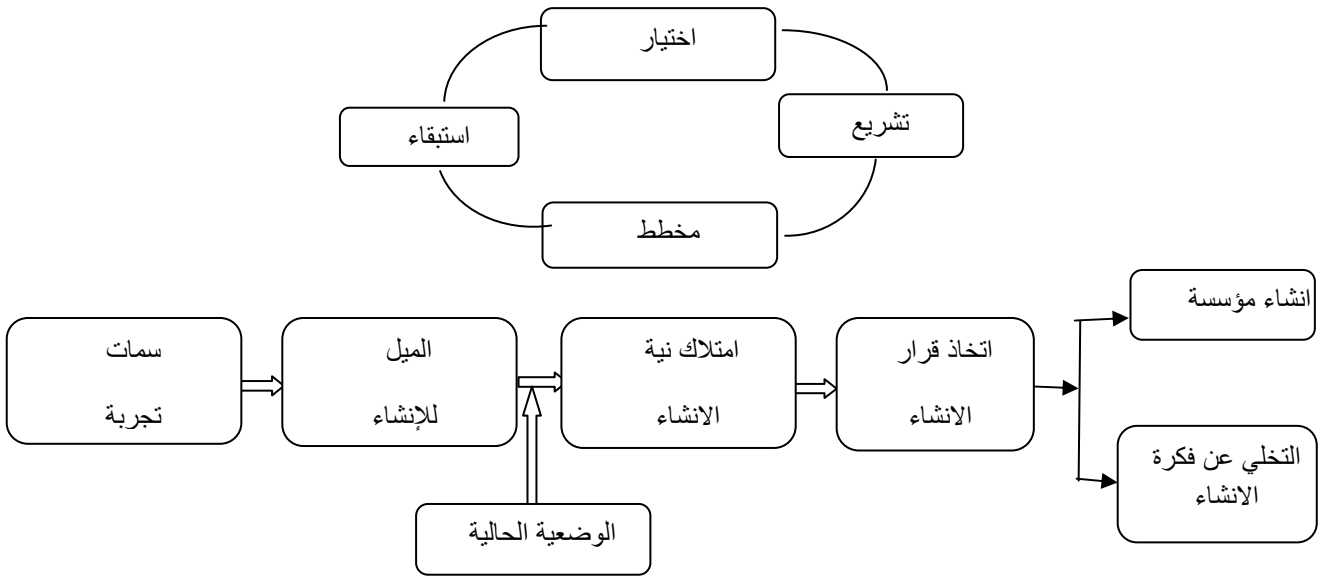 اختيار
تشريع
استبقاء
مخطط
سمات
تجربة
الميل
للإنشاء
امتلاك نية
الانشاء
اتخاذ قرار
الانشاء
انشاء مؤسسة
التخلي عن فكرة
الانشاء
الوضعية الحالية